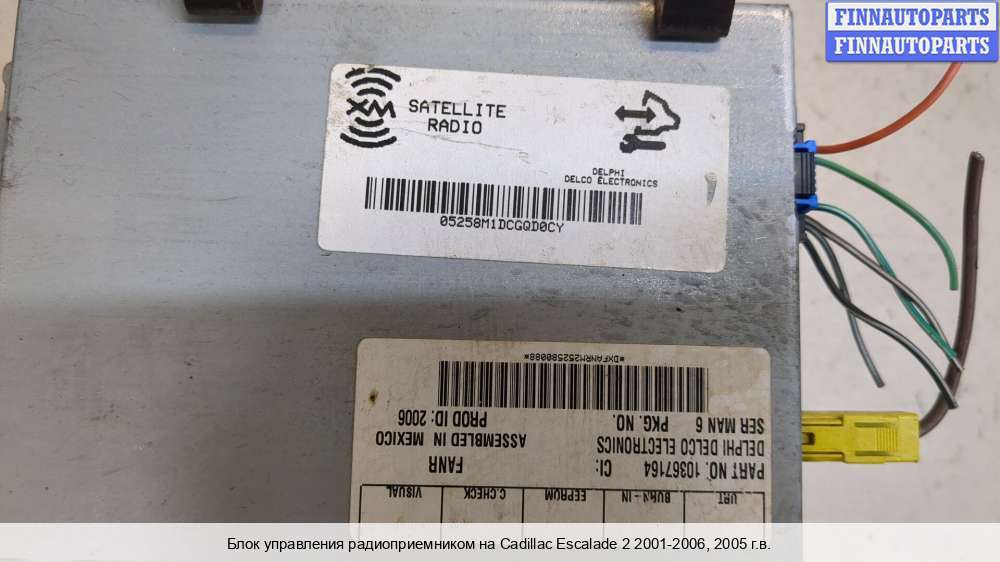 FINNAUTOPARTS
FINNAUTOPARTS
XM
SATELLITE
RADIO
DELPHI
DELCO ELECTRONICS
05258M1DCGQD0CY
URT
BURN-IN
EEPROM
C.CHECK
VISUAL
PART NO. 10367164 CI: FANR
DELPHI DELCO ELECTRONICS
SER MAN 6 PKG. NO.
ASSEMBLED IN MEXICO
PROD ID: 2006
*DXFANRM252580088*
Блок управления радиоприемником на Cadillac Escalade 2 2001-2006, 2005 г.в.